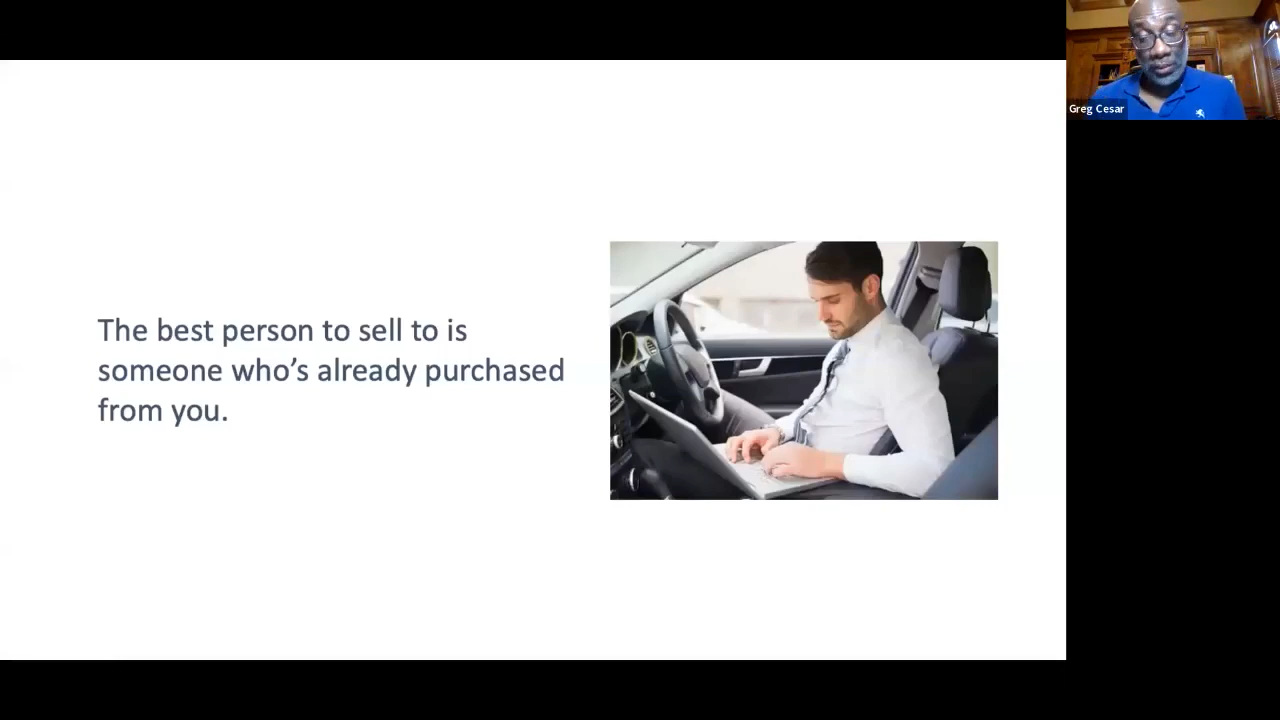 Greg Cesar
The best person to sell to is
someone who’s already purchased
from you.